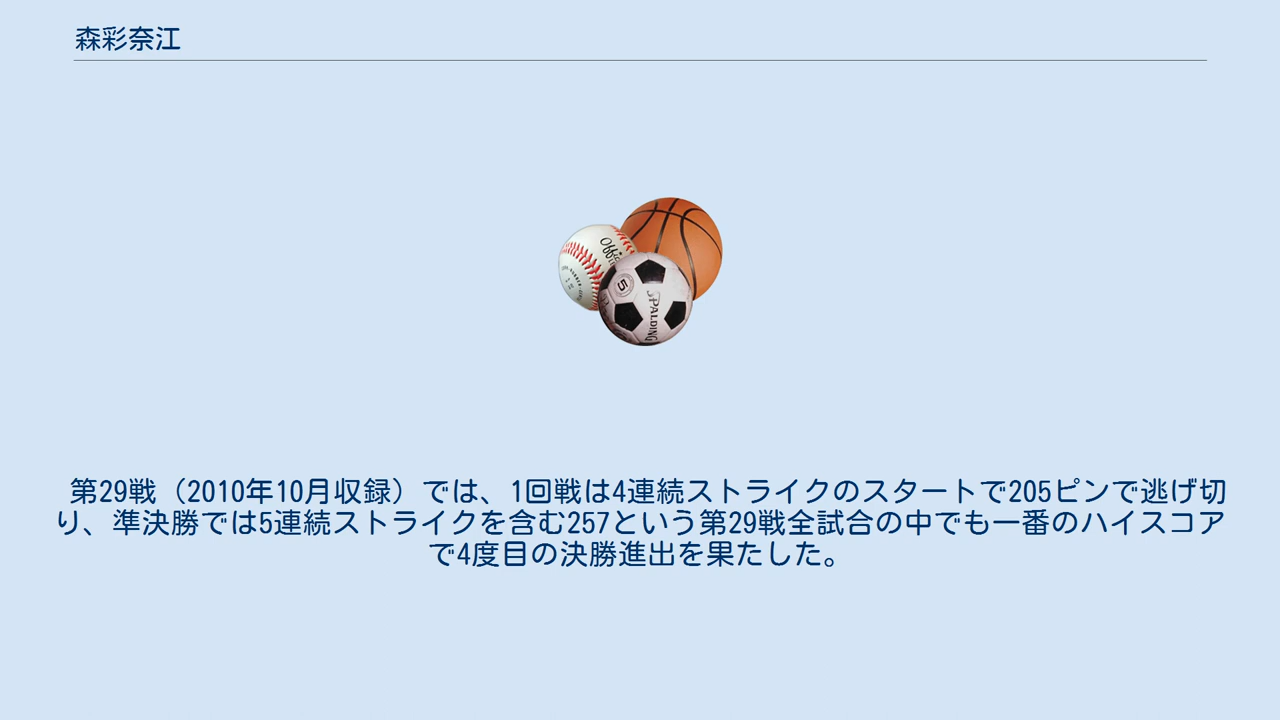 森彩奈江
Offic
5
SPALDING
第29戦（2010年10月収録）では、1回戦は4連続ストライクのスタートで205ピンで逃げ切
り、準決勝では5連続ストライクを含む257という第29戦全試合の中でも一番のハイスコア
で4度目の決勝進出を果たした。